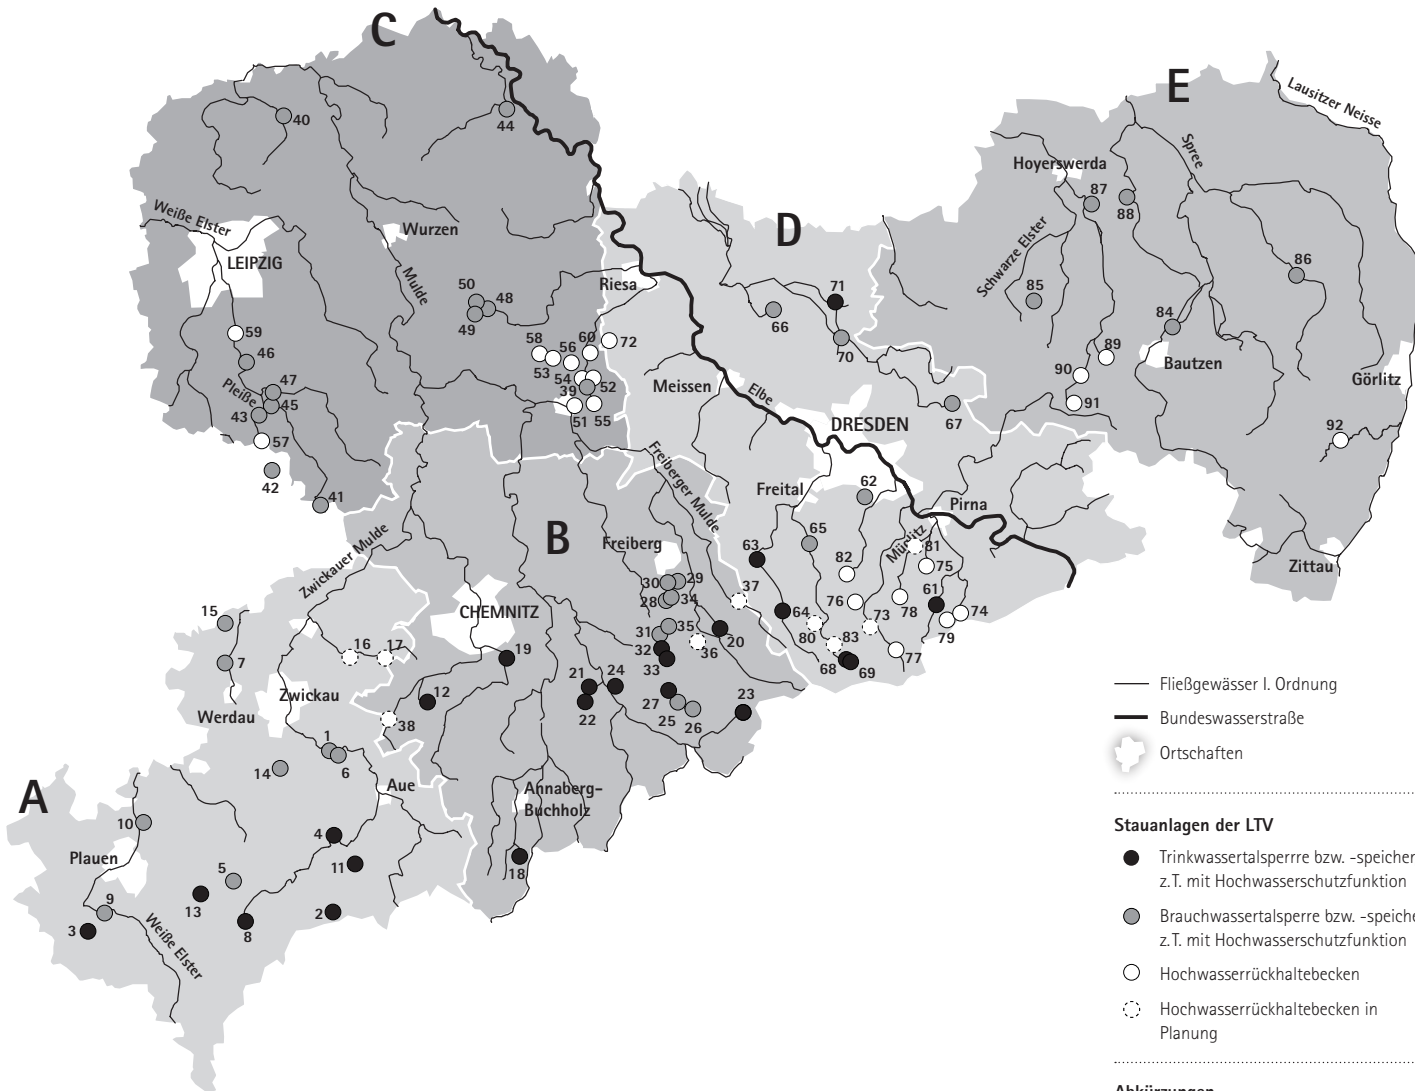 C
E
Lausitzer Neisse
40
44
Spree
Hoyerswerda
87
88
Weiße Elster
D
Wurzen
Schwarze Elster
LEIPZIG
Mulde
Riesa
86
50
48
71
85
49
66
84
59
58
56
60
72
70
89
46
53
54
Bautzen
90
Pleiße
47
39
52
Meissen
Elbe
Görlitz
45
43
51
55
67
91
57
DRESDEN
92
42
Freiberger Mulde
62
41
Freital
Pirna
B
Zwickauer Mulde
65
Müglitz
81
Freiberg
63
82
75
Zittau
30
29
28
34
37
76
61
15
CHEMNITZ
64
78
74
35
80
73
79
31
20
83
16
17
32
36
77
7
19
33
68
69
Zwickau
21
24
Werdau
12
27
23
Fließgewässer I. Ordnung
38
22
25
26
Bundeswasserstraße
1
Ortschaften
14
6
A
Aue
Annaberg-
Buchholz
10
4
Stauanlagen der LTV
Plauen
11
Trinkwassertalsperrre bzw. -speicher
5
18
z.T. mit Hochwasserschutzfunktion
13
9
2
Brauchwassertalsperre bzw. -speiche
3
8
z.T. mit Hochwasserschutzfunktion
Weiße Elster
Hochwasserrückhaltebecken
Hochwasserrückhaltebecken in
Planung
Abkürzungen